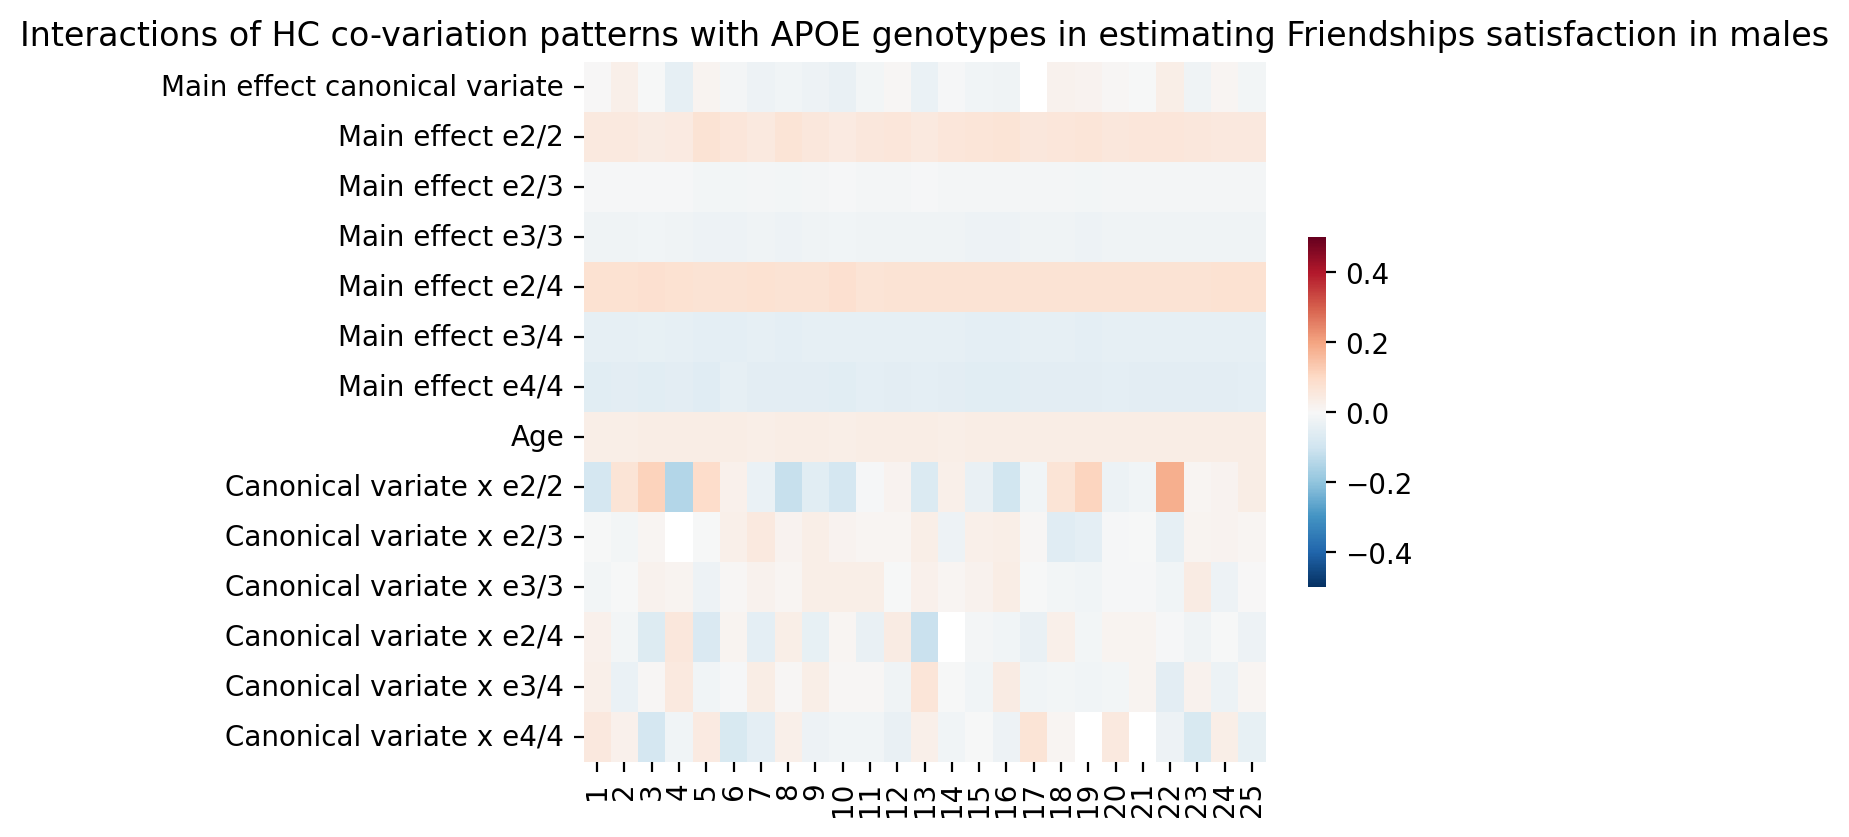 Interactions of HC co-variation patterns with APOE genotypes in estimating Friendships satisfaction in males
Main effect canonical variate
Main effect e2/2
Main effect e2/3
Main effect e3/3
Main effect e2/4
Main effect e3/4
Main effect e4/4
Age
Canonical variate x e2/2
Canonical variate x e2/3
Canonical variate x e3/3
Canonical variate x e2/4
Canonical variate x e3/4
Canonical variate x e4/4
1 2 3 4 5 6 7 8 9 10 11 12 13 14 15 16 17 18 19 20 21 22 23 24 25
0.4
0.2
0.0
−0.2
−0.4